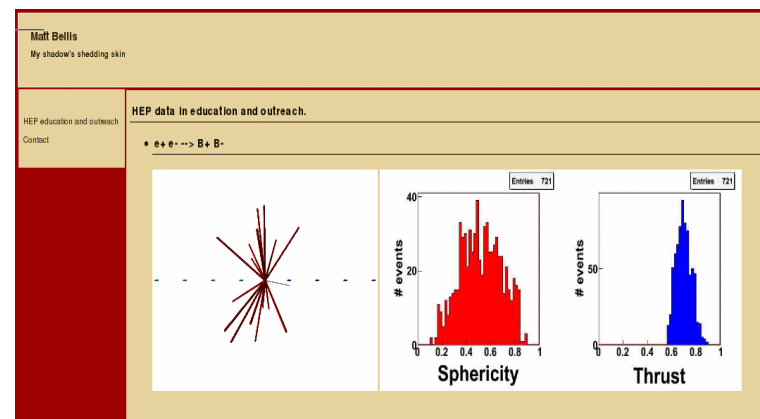 Matt Bellis
My shadow's shedding skin
HEP education and outreach
Contact
HEP data in education and outreach.
• e+ e- --> B+ B-
Entries 721
# events
40
20
0
0 0.2 0.4 0.6 0.8 1
Sphericity
Entries 721
# events
50
0
0 0.2 0.4 0.6 0.8 1
Thrust